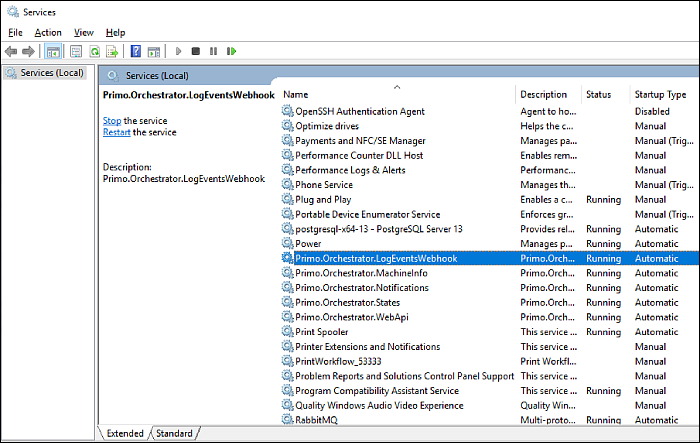 Services
File Action View Help
Services (Local)
Services (Local)
Primo.Orchestrator.LogEventsWebhook
Stop the service
Restart the service
Description:
Primo.Orchestrator.LogEventsWebhook
Name Description Status Startup Type
OpenSSH Authentication Agent Agent to ho... Disabled
Optimize drives Helps the c... Manual
Payments and NFC/SE Manager Manages pa... Manual (Trig...
Performance Counter DLL Host Enables rem... Manual
Performance Logs & Alerts Performanc... Manual
Phone Service Manages th... Manual (Trig...
Plug and Play Enables a c... Running Manual
Portable Device Enumerator Service Enforces gr... Manual (Trig...
postgresql-x64-13 - PostgreSQL Server 13 Provides rel... Running Automatic
Power Manages p... Running Automatic
Primo.Orchestrator.LogEventsWebhook Primo.Orch... Running Automatic
Primo.Orchestrator.MachineInfo Primo.Orch... Running Automatic
Primo.Orchestrator.Notifications Primo.Orch... Running Automatic
Primo.Orchestrator.States Primo.Orch... Running Automatic
Primo.Orchestrator.WebApi Primo.Orch... Running Automatic
Print Spooler This service ... Running Automatic
Printer Extensions and Notifications This service ... Manual
PrintWorkflow_53333 Print Workfl... Manual
Problem Reports and Solutions Control Panel Support This service ... Manual
Program Compatibility Assistant Service This service ... Running Manual
Quality Windows Audio Video Experience Quality Win... Manual
RabbitMQ Multi-proto... Running Automatic
Extended Standard